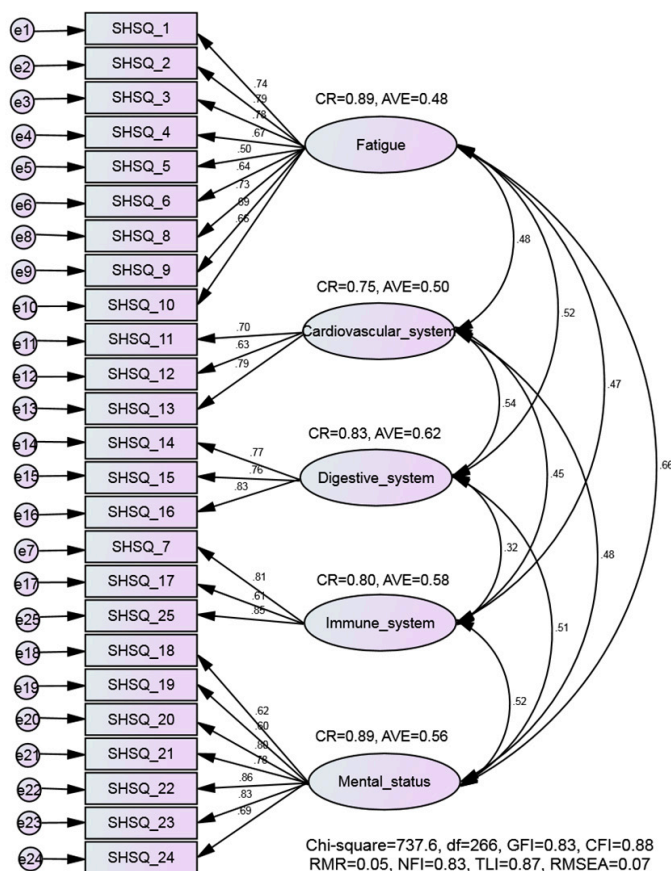 e1 SHSQ_1
e2 SHSQ_2
e3 SHSQ_3
e4 SHSQ_4
e5 SHSQ_5
e6 SHSQ_6
e8 SHSQ_8
e9 SHSQ_9
e10 SHSQ_10
e11 SHSQ_11
e12 SHSQ_12
e13 SHSQ_13
e14 SHSQ_14
e15 SHSQ_15
e16 SHSQ_16
e7 SHSQ_7
e17 SHSQ_17
e25 SHSQ_25
e18 SHSQ_18
e19 SHSQ_19
e20 SHSQ_20
e21 SHSQ_21
e22 SHSQ_22
e23 SHSQ_23
e24 SHSQ_24
.74
.79
.78
.67
.50
.64
.73
.69
.66
.70
.63
.79
.77
.76
.83
.81
.61
.85
.62
.60
.80
.78
.86
.83
.69
CR=0.89, AVE=0.48
Fatigue
CR=0.75, AVE=0.50
Cardiovascular_system
CR=0.83, AVE=0.62
Digestive_system
CR=0.80, AVE=0.58
Immune_system
CR=0.89, AVE=0.56
Mental_status
.48
.52
.47
.54
.45
.66
.32
.48
.51
.52
Chi-square=737.6, df=266, GFI=0.83, CFI=0.88
RMR=0.05, NFI=0.83, TLI=0.87, RMSEA=0.07